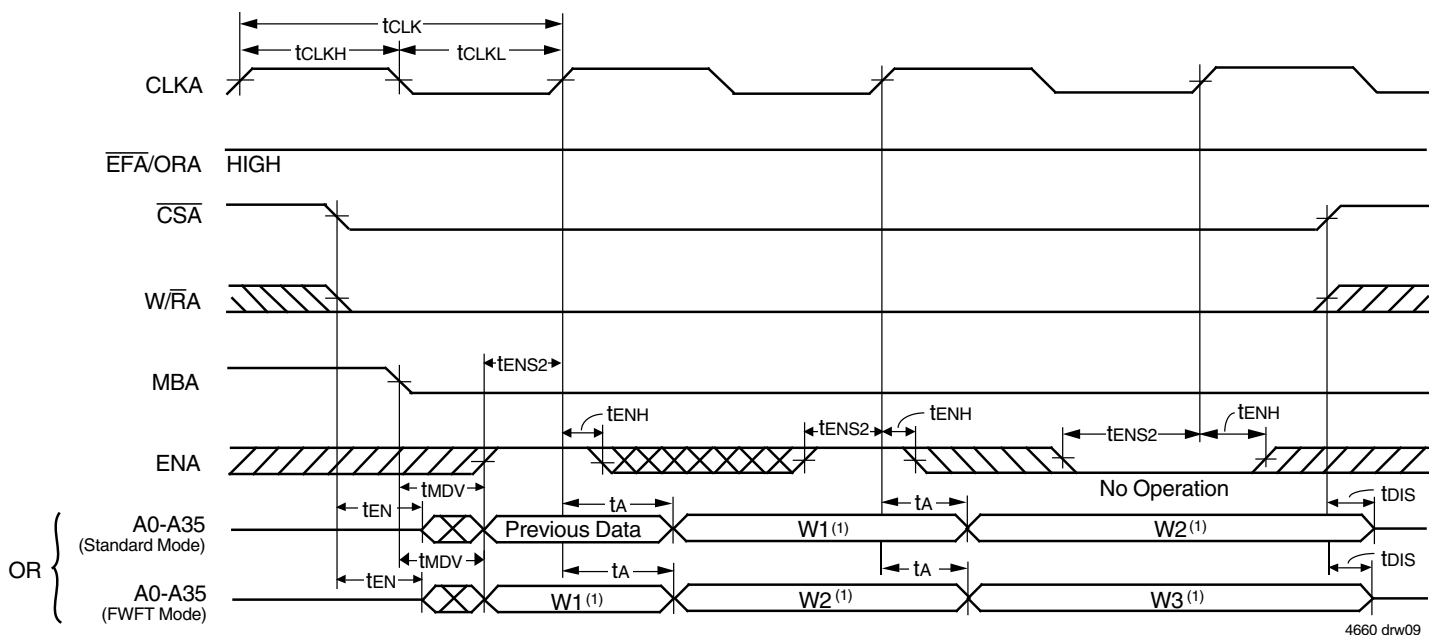 tCLK
tCLKH
tCLKL
CLKA
EFA/ORA
HIGH
CSA
W/RA
MBA
tENS2
tENH
tENS2
tENH
tENS2
tENH
ENA
No Operation
tMDV
tEN
tA
tA
tDIS
A0-A35
(Standard Mode)
Previous Data
W1(1)
W2(1)
OR
tMDV
tEN
tA
tA
tDIS
A0-A35
(FWFT Mode)
W1(1)
W2(1)
W3(1)
4660 drw09